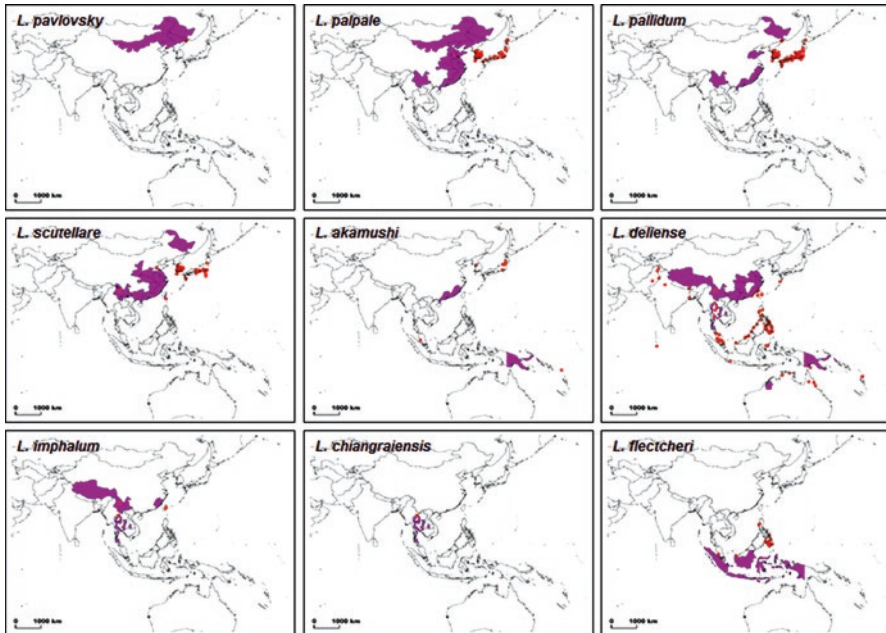 L. pavlovsky
0 1000 km
L. palpale
0 1000 km
L. pallidum
0 1000 km
L. scutellare
0 1000 km
L. akamushi
0 1000 km
L. deliense
0 1000 km
L. imphalum
0 1000 km
L. chiangraiensis
0 1000 km
L. flectcheri
0 1000 km